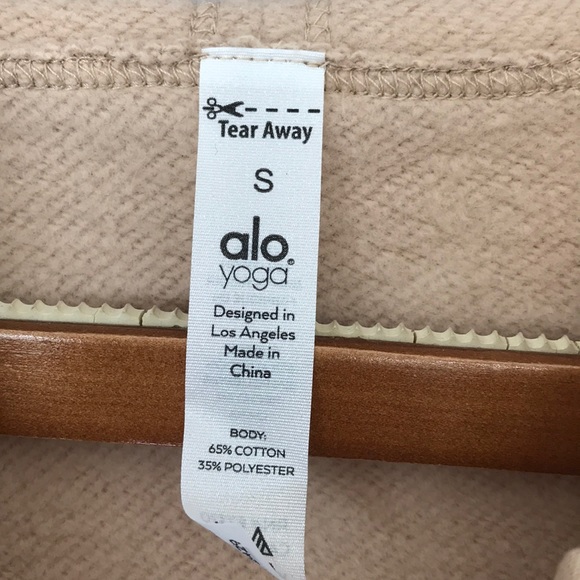 Tear Away
S
alo
yoga
Designed in
Los Angeles
Made in
China
BODY:
65% COTTON
35% POLYESTER